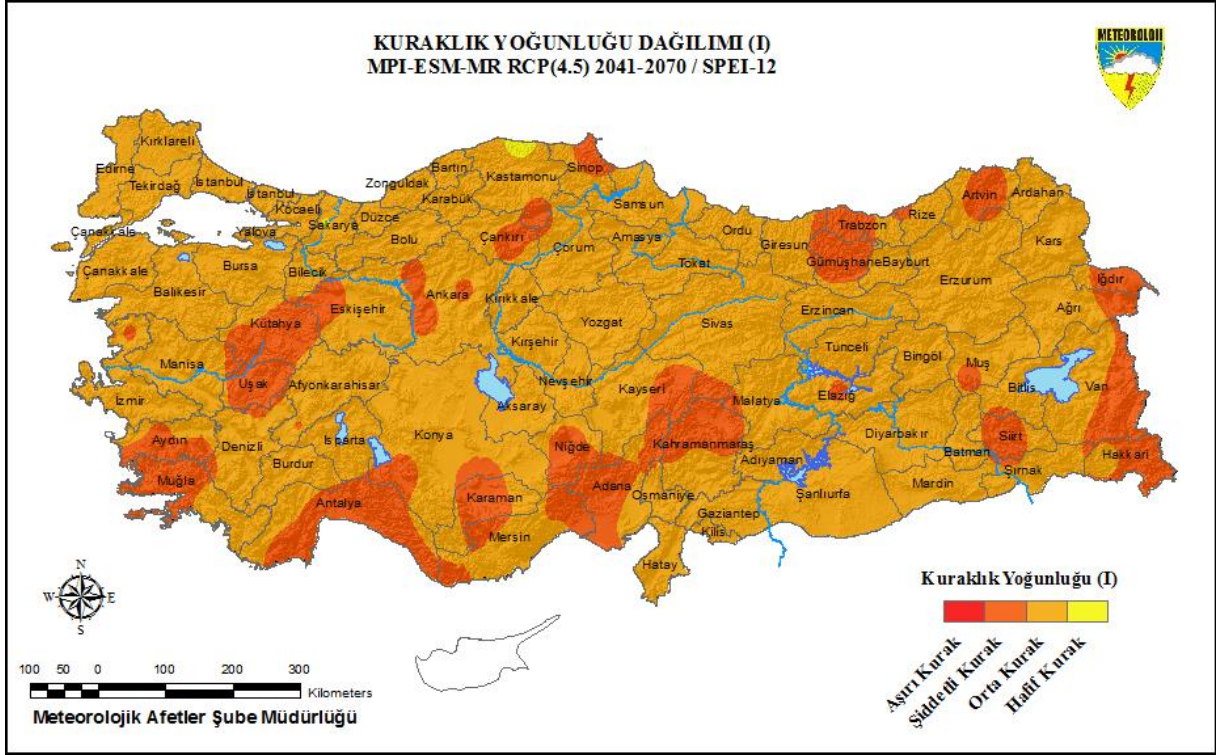 KURAKLIK YOĞUNLUĞU DAĞILIMI (I)
MPI-ESM-MR RCP(4.5) 2041-2070 / SPEI-12
METEOROLOJI
Kırklareli
Edirne
Tekirdağ
İstanbul
İstanbul
Kocaeli
Yalova
Sakarya
Düzce
Zonguldak
Bartın
Karabük
Kastamonu
Sinop
Samsun
Çankırı
Çorum
Amasya
Tokat
Ordu
Giresun
Trabzon
Gümüşhane
Bayburt
Rize
Artvin
Ardahan
Kars
Iğdır
Ağrı
Erzurum
Erzincan
Çanakkale
Çanakkale
Balıkesir
Bursa
Bilecik
Bolu
Eskişehir
Ankara
Kırıkkale
Kırşehir
Yozgat
Sivas
Tunceli
Bingöl
Muş
Bitlis
Van
Kütahya
Manisa
Uşak
Afyonkarahisar
İzmir
Aydın
Denizli
Muğla
Burdur
Isparta
Antalya
Konya
Aksaray
Nevşehir
Kayseri
Niğde
Karaman
Mersin
Adana
Osmaniye
Kahramanmaraş
Malatya
Elazığ
Adıyaman
Gaziantep
Kilis
Hatay
Şanlıurfa
Diyarbakır
Mardin
Batman
Siirt
Şırnak
Hakkari
N
W
E
S
100 50 0 100 200 300
Kilometers
Meteorolojik Afetler Şube Müdürlüğü
Kuraklık Yoğunluğu (I)
Aşırı Kurak
Şiddetli Kurak
Orta Kurak
Hafif Kurak